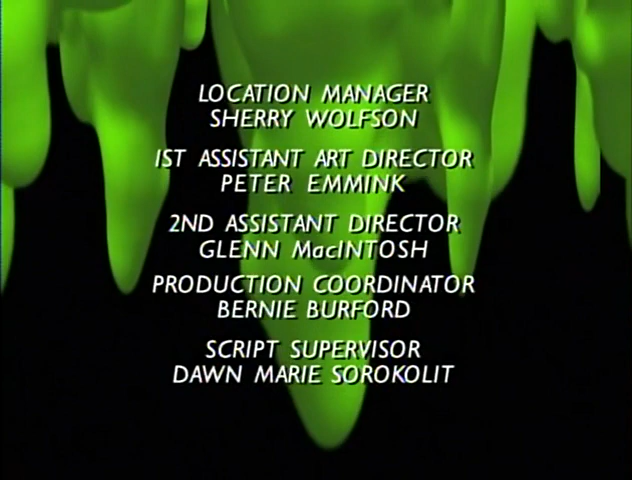 LOCATION MANAGER
SHERRY WOLFSON
1ST ASSISTANT ART DIRECTOR
PETER EMMINK
2ND ASSISTANT DIRECTOR
GLENN MacINTOSH
PRODUCTION COORDINATOR
BERNIE BURFORD
SCRIPT SUPERVISOR
DAWN MARIE SOROKOLIT